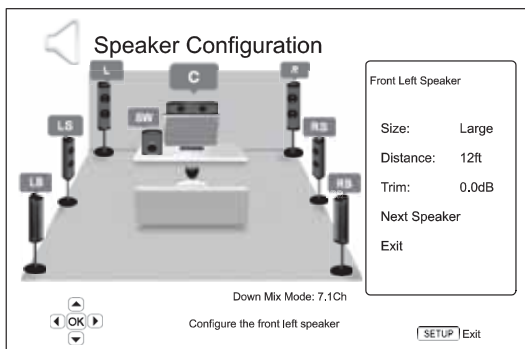 Speaker Configuration
L
C
R
SW
LS
RS
LB
RB
Front Left Speaker
Size: Large
Distance: 12ft
Trim: 0.0dB
Next Speaker
Exit
Down Mix Mode: 7.1Ch
OK
Configure the front left speaker
SETUP Exit